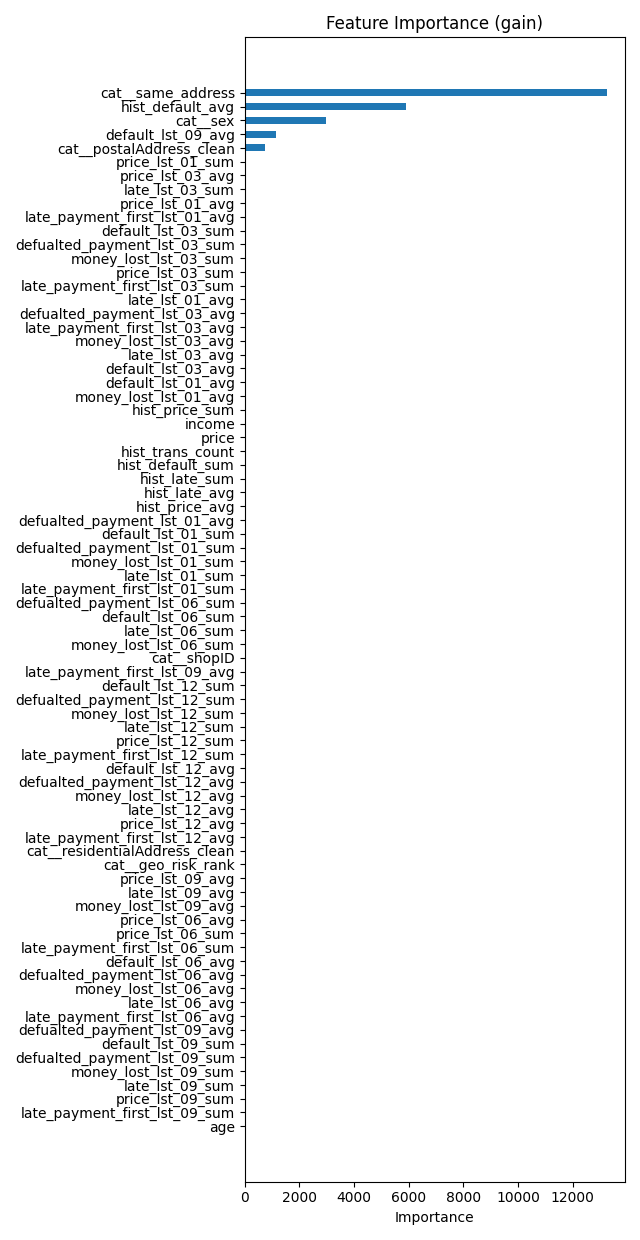 Feature Importance (gain)
cat__same_address
hist_default_avg
cat__sex
default_lst_09_avg
cat__postalAddress_clean
price_lst_01_sum
price_lst_03_avg
late_lst_03_sum
price_lst_01_avg
late_payment_first_lst_01_avg
default_lst_03_sum
defualted_payment_lst_03_sum
money_lost_lst_03_sum
price_lst_03_sum
late_payment_first_lst_03_sum
late_lst_01_avg
defualted_payment_lst_03_avg
late_payment_first_lst_03_avg
money_lost_lst_03_avg
late_lst_03_avg
default_lst_03_avg
default_lst_01_avg
money_lost_lst_01_avg
hist_price_sum
income
price
hist_trans_count
hist_default_sum
hist_late_sum
hist_late_avg
hist_price_avg
defualted_payment_lst_01_avg
default_lst_01_sum
defualted_payment_lst_01_sum
money_lost_lst_01_sum
late_lst_01_sum
late_payment_first_lst_01_sum
defualted_payment_lst_06_sum
default_lst_06_sum
late_lst_06_sum
money_lost_lst_06_sum
cat__shopID
late_payment_first_lst_09_avg
default_lst_12_sum
defualted_payment_lst_12_sum
money_lost_lst_12_sum
late_lst_12_sum
price_lst_12_sum
late_payment_first_lst_12_sum
default_lst_12_avg
defualted_payment_lst_12_avg
money_lost_lst_12_avg
late_lst_12_avg
price_lst_12_avg
late_payment_first_lst_12_avg
cat__residentialAddress_clean
cat__geo_risk_rank
price_lst_09_avg
late_lst_09_avg
money_lost_lst_09_avg
price_lst_06_avg
price_lst_06_sum
late_payment_first_lst_06_sum
default_lst_06_avg
defualted_payment_lst_06_avg
money_lost_lst_06_avg
late_lst_06_avg
late_payment_first_lst_06_avg
defualted_payment_lst_09_avg
default_lst_09_sum
defualted_payment_lst_09_sum
money_lost_lst_09_sum
late_lst_09_sum
price_lst_09_sum
late_payment_first_lst_09_sum
age
0 2000 4000 6000 8000 10000 12000
Importance